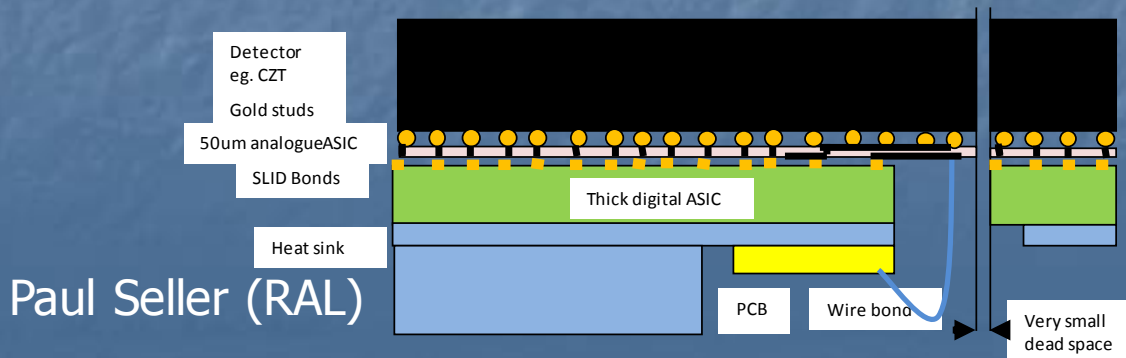 Detector
eg. CZT
Gold studs
50um analogueASIC
SLID Bonds
Thick digital ASIC
Heat sink
Paul Seller (RAL)
PCB
Wire bond
Very small
dead space